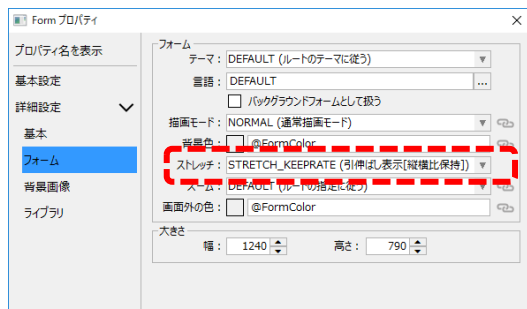 Form プロパティ
プロパティ名を表示
基本設定
詳細設定
基本
フォーム
背景画像
ライブラリ
フォーム
テーマ： DEFAULT (ルートのテーマに従う)
言語： DEFAULT ...
バックグラウンドフォームとして扱う
描画モード： NORMAL (通常描画モード)
背景色： @FormColor
ストレッチ： STRETCH_KEEPRATE (引伸ばし表示[縦横比保持])
ズーム： DEFAULT (ルートの指定に従う)
画面外の色： @FormColor
大きさ
幅： 1240 高さ： 790